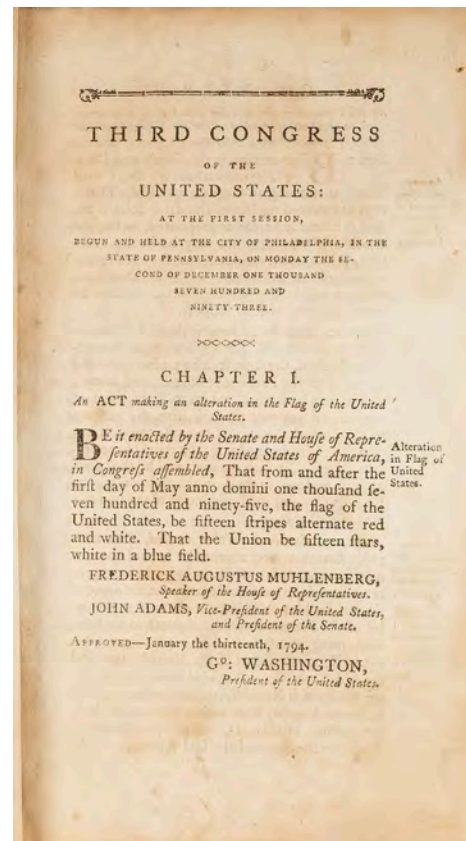 THIRD CONGRESS
OF THE
UNITED STATES:
AT THE FIRST SESSION,
BEGUN AND HELD AT THE CITY OF PHILADELPHIA, IN THE
STATE OF PENNSYLVANIA, ON MONDAY THE SE-
COND OF DECEMBER ONE THOUSAND
SEVEN HUNDRED AND
NINETY-THREE.
CHAPTER I.
An ACT making an alteration in the Flag of the United
States.
BE it enacted by the Senate and Houſe of Repre-
ſentatives of the United States of America,
in Congreſs aſſembled, That from and after the
firſt day of May anno domini one thouſand ſe-
ven hundred and ninety-five, the flag of the
United States, be fifteen ſtripes alternate red
and white. That the Union be fifteen ſtars,
white in a blue field.
Alteration
in Flag of
United
States.
FREDERICK AUGUSTUS MUHLENBERG,
Speaker of the Houſe of Repreſentatives.
JOHN ADAMS, Vice-Preſident of the United States,
and Preſident of the Senate.
APPROVED—January the thirteenth, 1794.
Gº: WASHINGTON,
Preſident of the United States.